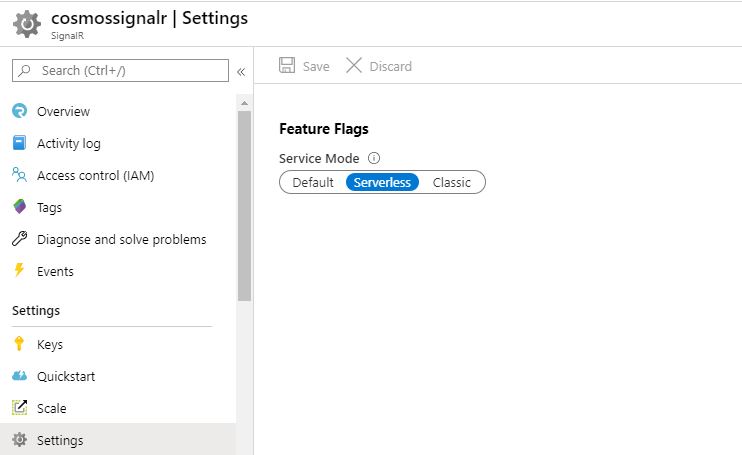 cosmossignalr | Settings
SignalR
Search (Ctrl+/)
«
Overview
Activity log
Access control (IAM)
Tags
Diagnose and solve problems
Events
Settings
Keys
Quickstart
Scale
Settings
Save Discard
Feature Flags
Service Mode
Default Serverless Classic